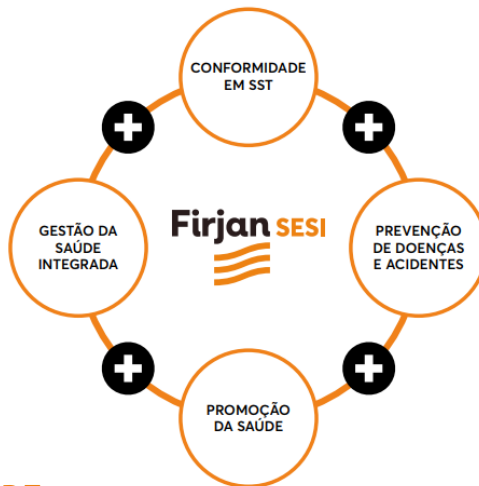 CONFORMIDADE
EM SST
GESTÃO DA
SAÚDE
INTEGRADA
Firjan SESI
PREVENÇÃO
DE DOENÇAS
E ACIDENTES
PROMOÇÃO
DA SAÚDE